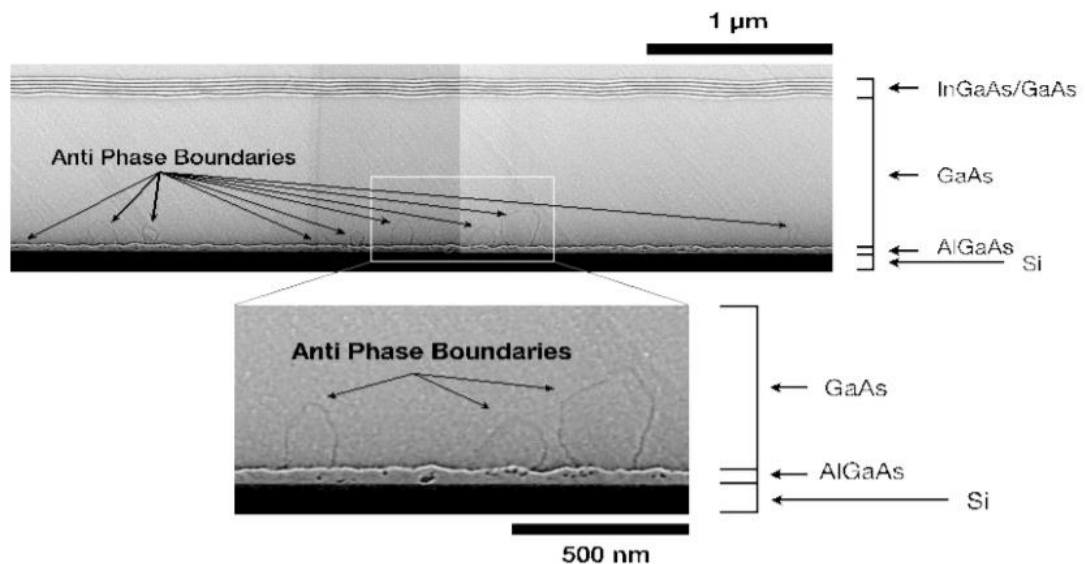 1 μm
InGaAs/GaAs
Anti Phase Boundaries
GaAs
AlGaAs
Si
Anti Phase Boundaries
GaAs
AlGaAs
Si
500 nm